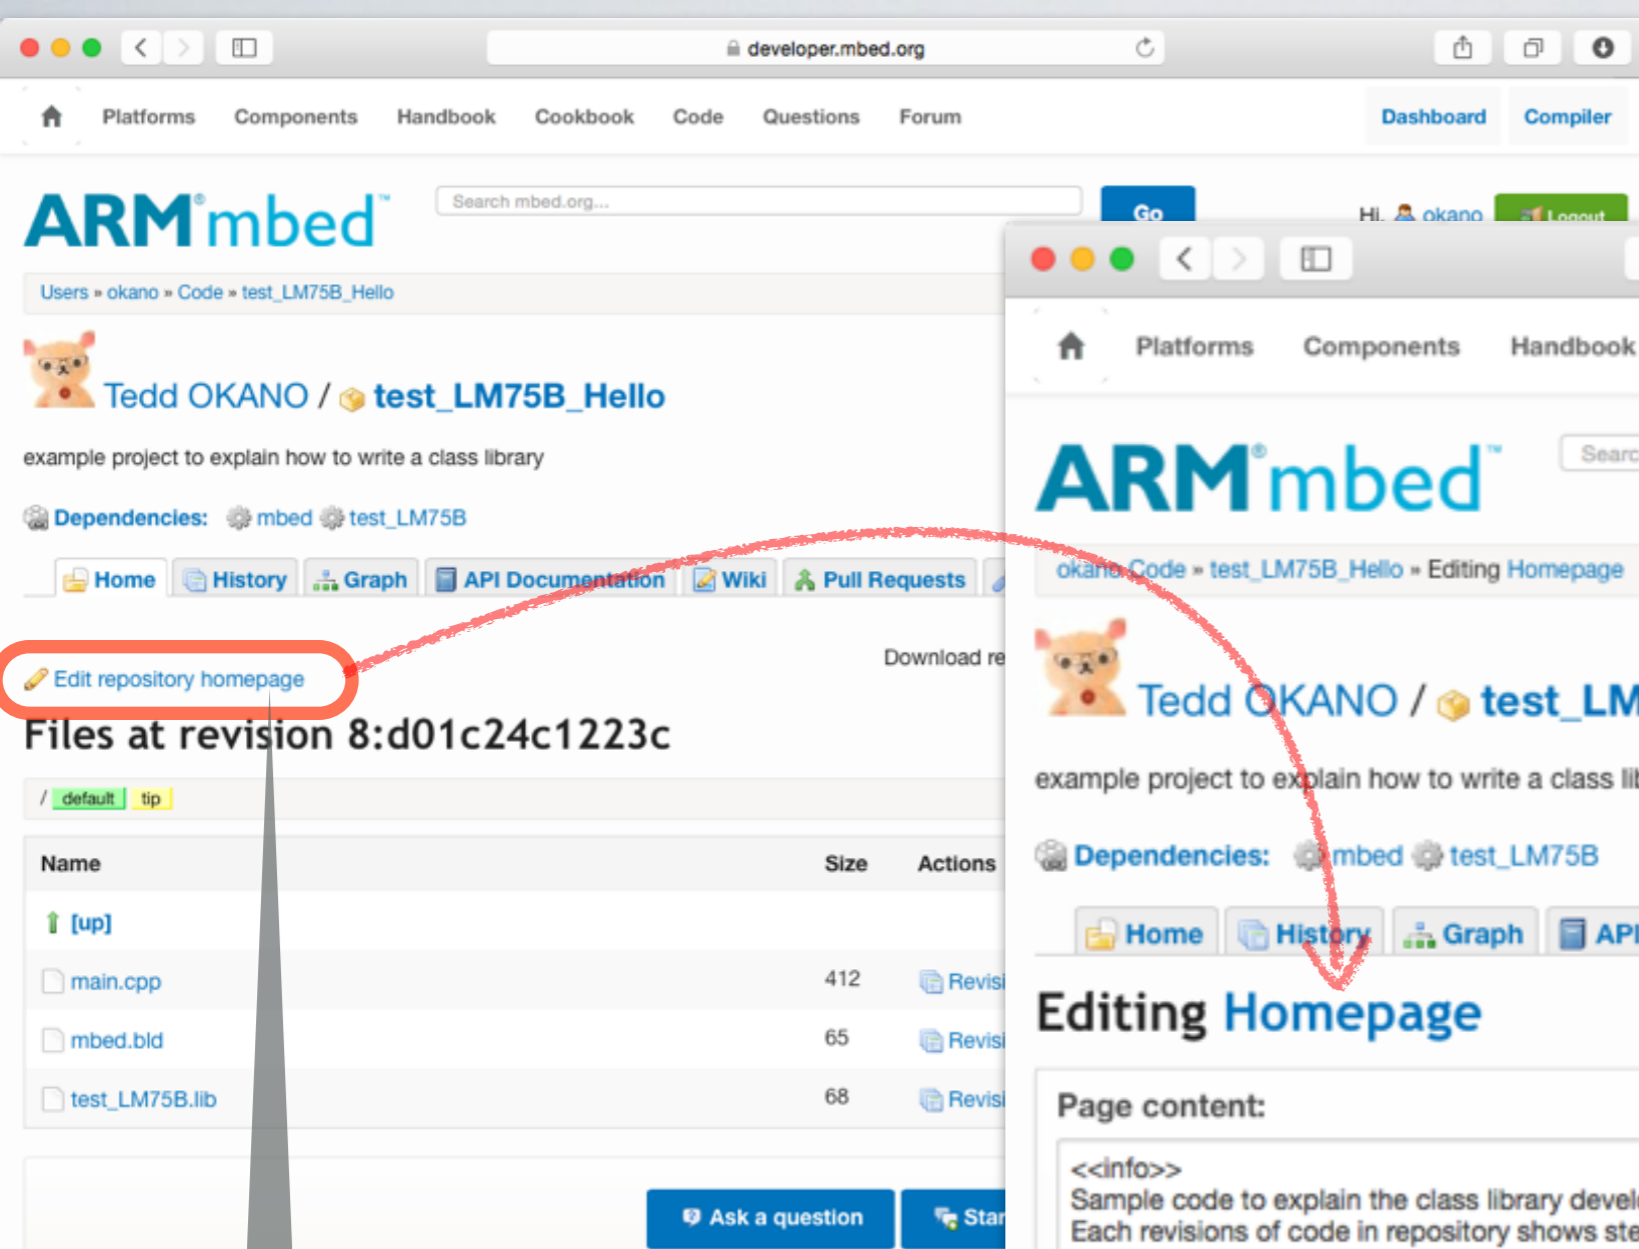 developer.mbed.org
Platforms Components Handbook Cookbook Code Questions Forum Dashboard Compiler
ARM® mbed™
Search mbed.org...
Go
Hi, okano Logout
Users » okano » Code » test_LM75B_Hello
Tedd OKANO / test_LM75B_Hello
example project to explain how to write a class library
Dependencies: mbed test_LM75B
Home History Graph API Documentation Wiki Pull Requests
Download re
Edit repository homepage
Files at revision 8:d01c24c1223c
/ default tip
Name Size Actions
[up]
main.cpp 412 Revisi
mbed.bld 65 Revisi
test_LM75B.lib 68 Revisi
Ask a question Star
Platforms Components Handbook
ARM® mbed™
Searc
okano Code » test_LM75B_Hello » Editing Homepage
Tedd OKANO / test_LM
example project to explain how to write a class lib
Dependencies: mbed test_LM75B
Home History Graph API
Editing Homepage
Page content:
<<info>>
Sample code to explain the class library devel
Each revisions of code in repository shows ste